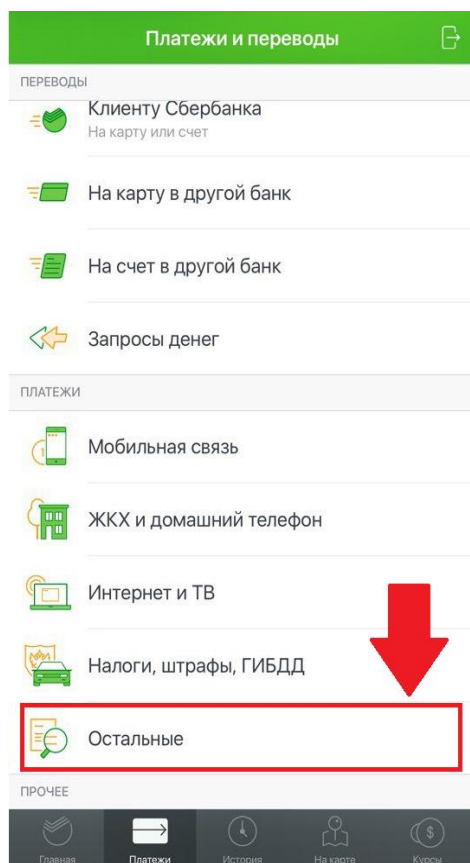 Платежи и переводы
ПЕРЕВОДЫ
Клиенту Сбербанка
На карту или счет
На карту в другой банк
На счет в другой банк
Запросы денег
ПЛАТЕЖИ
Мобильная связь
ЖКХ и домашний телефон
Интернет и ТВ
Налоги, штрафы, ГИБДД
Остальные
ПРОЧЕЕ
Главная Платежи История На карте Курсы